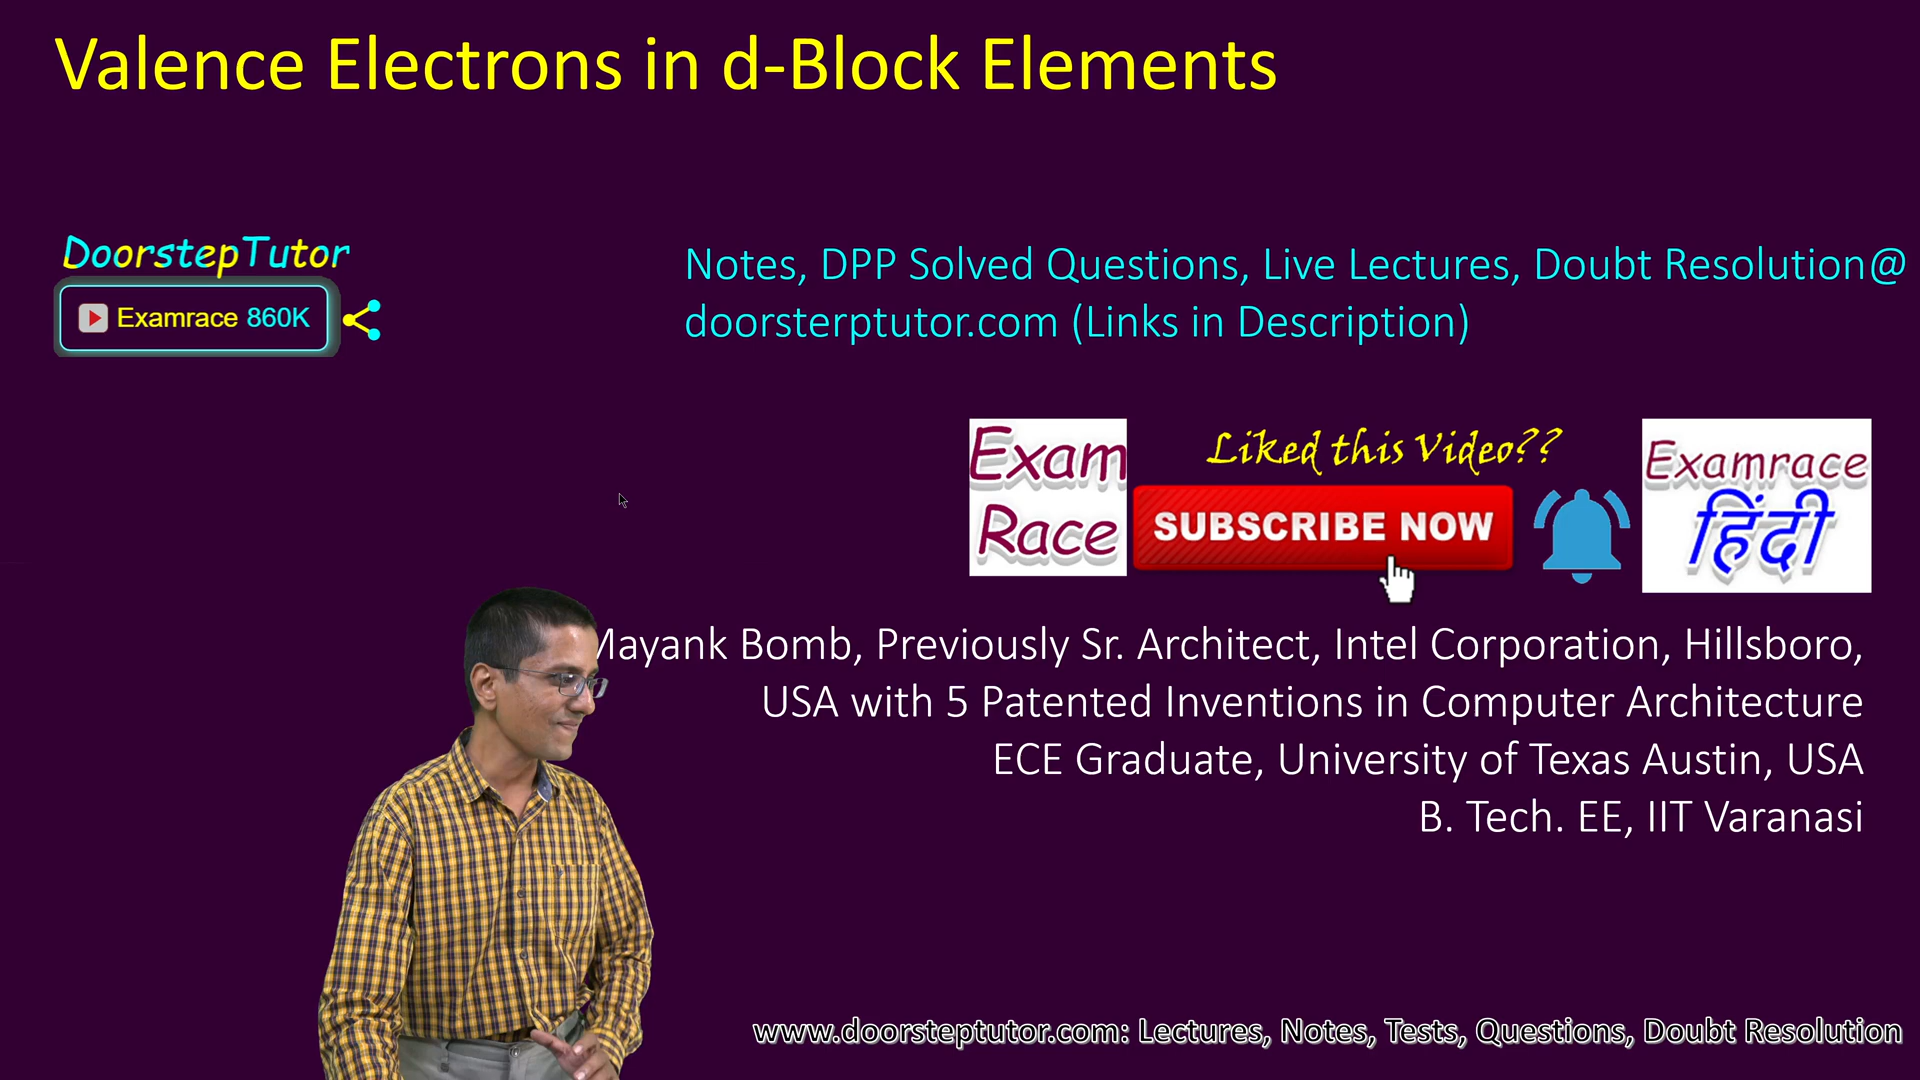 Valence Electrons in d-Block Elements
DoorstepTutor
Examrace 860K
Notes, DPP Solved Questions, Live Lectures, Doubt Resolution@
doorsterptutor.com (Links in Description)
Exam
Race
Liked this Video??
SUBSCRIBE NOW
Examrace
हिंदी
Mayank Bomb, Previously Sr. Architect, Intel Corporation, Hillsboro,
USA with 5 Patented Inventions in Computer Architecture
ECE Graduate, University of Texas Austin, USA
B. Tech. EE, IIT Varanasi
www.doorsteptutor.com: Lectures, Notes, Tests, Questions, Doubt Resolution